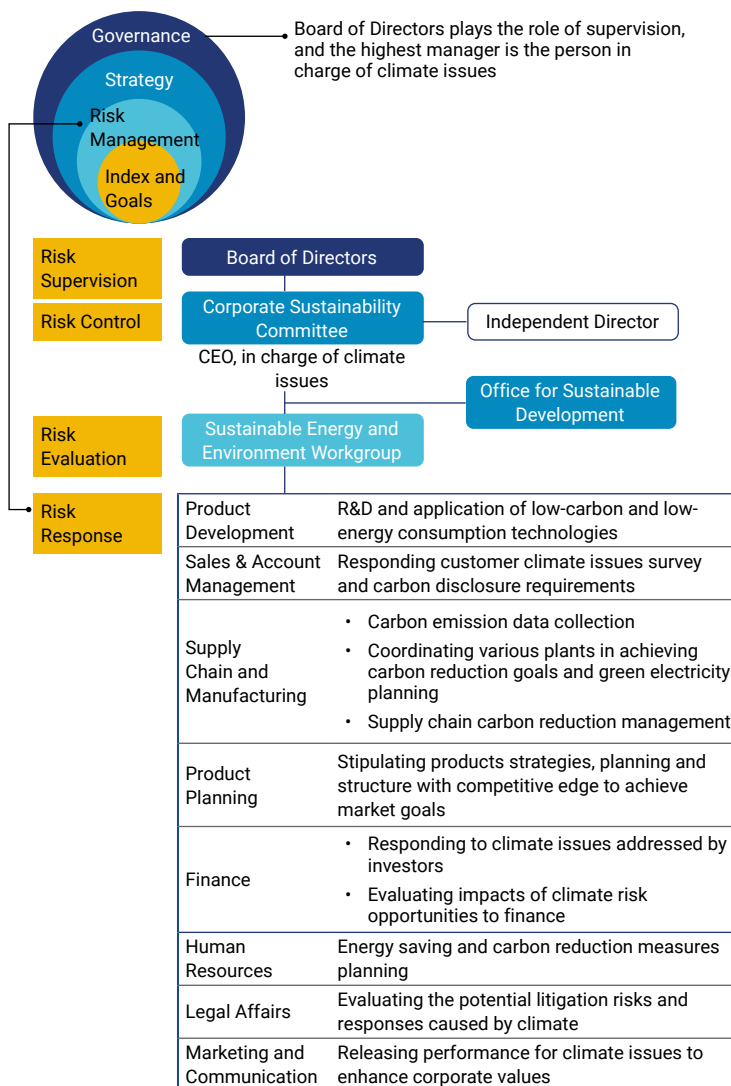 Governance
Board of Directors plays the role of supervision,
and the highest manager is the person in
charge of climate issues
Strategy
Risk
Management
Index and
Goals
Risk
Supervision
Board of Directors
Risk Control
Corporate Sustainability
Committee
Independent Director
CEO, in charge of climate
issues
Office for Sustainable
Development
Risk
Evaluation
Sustainable Energy and
Environment Workgroup
Risk
Response
Product
Development
R&D and application of low-carbon and low-
energy consumption technologies
Sales & Account
Management
Responding customer climate issues survey
and carbon disclosure requirements
Supply
Chain and
Manufacturing
• Carbon emission data collection
• Coordinating various plants in achieving
carbon reduction goals and green electricity
planning
• Supply chain carbon reduction management
Product
Planning
Stipulating products strategies, planning and
structure with competitive edge to achieve
market goals
Finance
• Responding to climate issues addressed by
investors
• Evaluating impacts of climate risk
opportunities to finance
Human
Resources
Energy saving and carbon reduction measures
planning
Legal Affairs
Evaluating the potential litigation risks and
responses caused by climate
Marketing and
Communication
Releasing performance for climate issues to
enhance corporate values